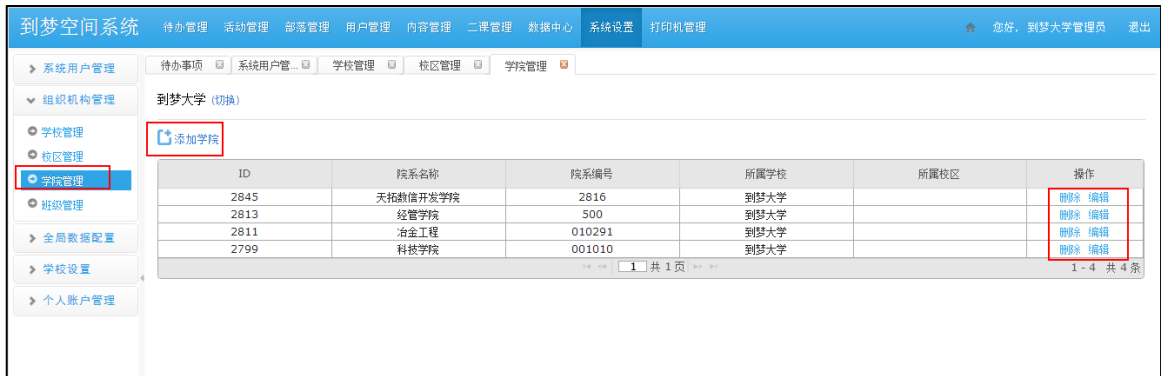 到梦空间系统 待办管理 活动管理 部落管理 用户管理 内容管理 二课管理 数据中心 系统设置 打印机管理 您好，到梦大学管理员 退出
系统用户管理
组织机构管理
学校管理
校区管理
学院管理
班级管理
全局数据配置
学校设置
个人账户管理
待办事项 系统用户管... 学校管理 校区管理 学院管理
到梦大学 (切换)
添加学院
ID 院系名称 院系编号 所属学校 所属校区 操作
2845 天拓数信开发学院 2816 到梦大学 删除 编辑
2813 经管学院 500 到梦大学 删除 编辑
2811 冶金工程 010291 到梦大学 删除 编辑
2799 科技学院 001010 到梦大学 删除 编辑
1 共 1 页 1 - 4 共 4 条